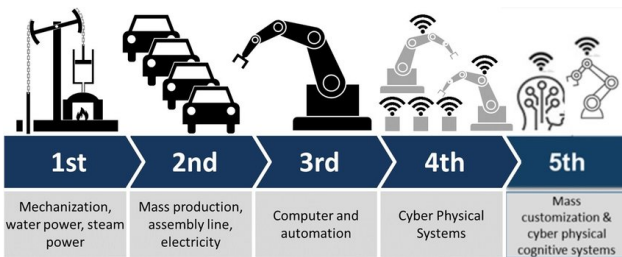 1st
2nd
3rd
4th
5th
Mechanization,
water power, steam
power
Mass production,
assembly line,
electricity
Computer and
automation
Cyber Physical
Systems
Mass
customization &
cyber physical
cognitive systems